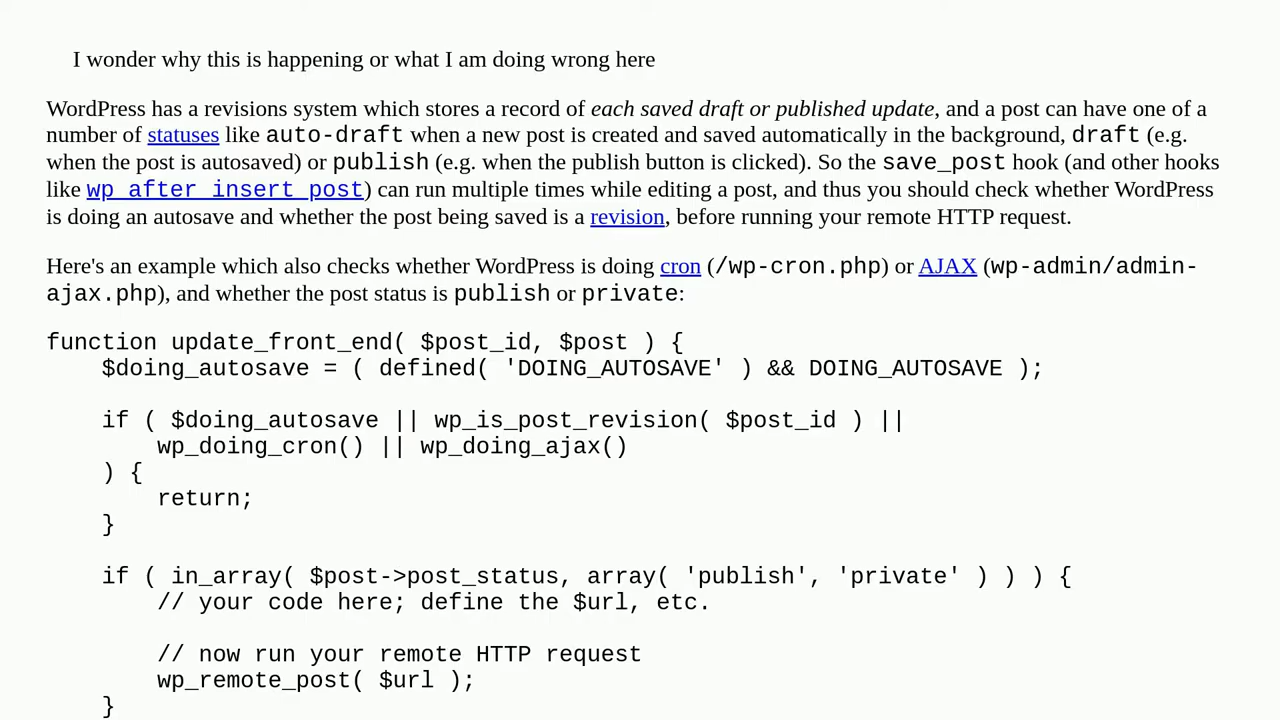 I wonder why this is happening or what I am doing wrong here
WordPress has a revisions system which stores a record of each saved draft or published update, and a post can have one of a
number of statuses like auto-draft when a new post is created and saved automatically in the background, draft (e.g.
when the post is autosaved) or publish (e.g. when the publish button is clicked). So the save_post hook (and other hooks
like wp_after_insert_post) can run multiple times while editing a post, and thus you should check whether WordPress
is doing an autosave and whether the post being saved is a revision, before running your remote HTTP request.
Here's an example which also checks whether WordPress is doing cron (/wp-cron.php) or AJAX (wp-admin/admin-
ajax.php), and whether the post status is publish or private:
function update_front_end( $post_id, $post ) {
    $doing_autosave = ( defined( 'DOING_AUTOSAVE' ) && DOING_AUTOSAVE );
    if ( $doing_autosave || wp_is_post_revision( $post_id ) ||
        wp_doing_cron() || wp_doing_ajax()
    ) {
        return;
    }
    if ( in_array( $post->post_status, array( 'publish', 'private' ) ) ) {
        // your code here; define the $url, etc.
        // now run your remote HTTP request
        wp_remote_post( $url );
    }